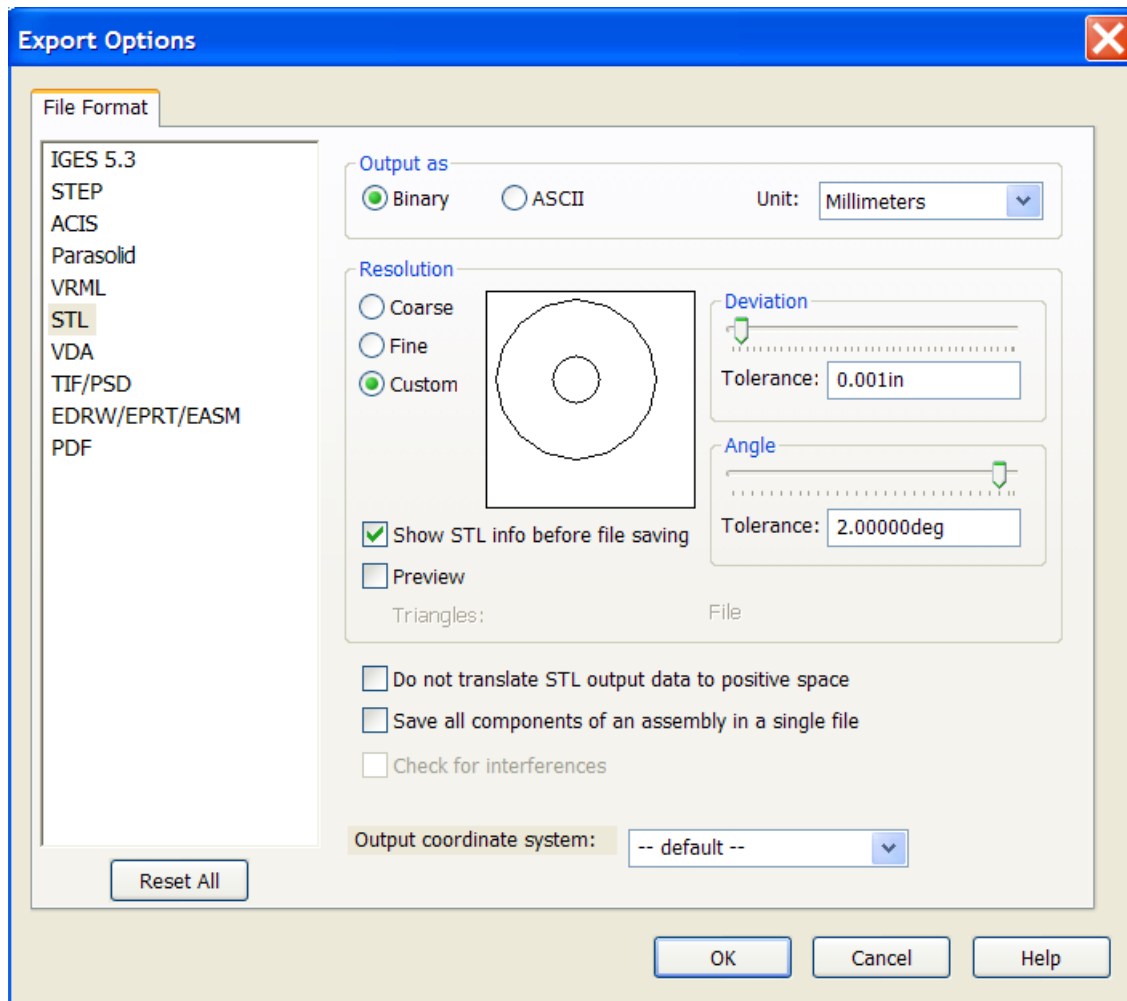 Export Options
File Format
IGES 5.3
STEP
ACIS
Parasolid
VRML
STL
VDA
TIF/PSD
EDRW/EPRT/EASM
PDF
Reset All
Output as
Binary
ASCII
Unit:
Millimeters
Resolution
Coarse
Fine
Custom
Deviation
Tolerance:
0.001in
Angle
Tolerance:
2.00000deg
Show STL info before file saving
Preview
Triangles:
File
Do not translate STL output data to positive space
Save all components of an assembly in a single file
Check for interferences
Output coordinate system:
-- default --
OK
Cancel
Help